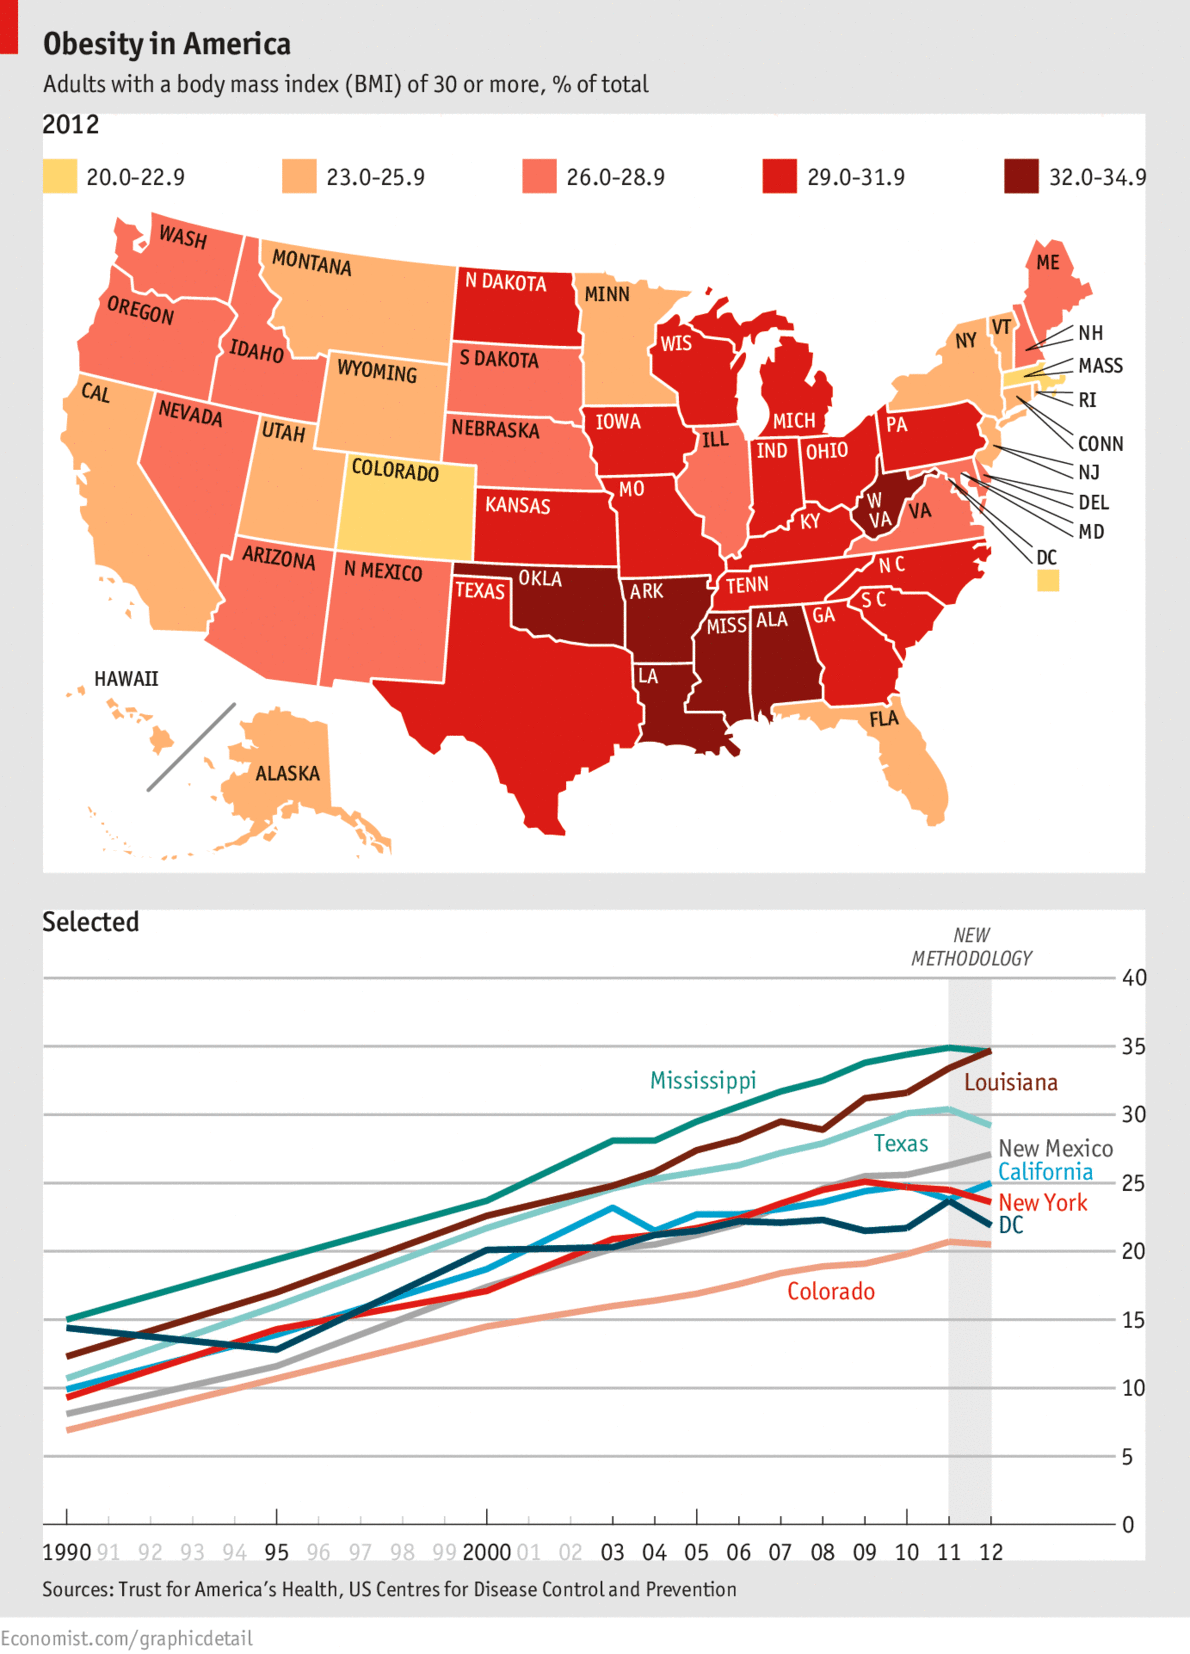 Obesity in America
Adults with a body mass index (BMI) of 30 or more, % of total
2012
20.0-22.9
23.0-25.9
26.0-28.9
29.0-31.9
32.0-34.9
WASH
OREGON
IDAHO
MONTANA
WYOMING
N DAKOTA
S DAKOTA
NEBRASKA
MINN
WIS
IOWA
MICH
ILL
IND
OHIO
PA
NY
VT
ME
NH
MASS
RI
CONN
NJ
DEL
MD
DC
CAL
NEVADA
UTAH
COLORADO
KANSAS
MO
KY
W
VA
VA
ARIZONA
N MEXICO
TEXAS
OKLA
ARK
TENN
N C
S C
MISS
ALA
GA
LA
FLA
HAWAII
ALASKA
Selected
NEW
METHODOLOGY
40
35
30
25
20
15
10
5
0
Mississippi
Louisiana
Texas
New Mexico
California
New York
DC
Colorado
1990 91 92 93 94 95 96 97 98 99 2000 01 02 03 04 05 06 07 08 09 10 11 12
Sources: Trust for America's Health, US Centres for Disease Control and Prevention
Economist.com/graphicdetail